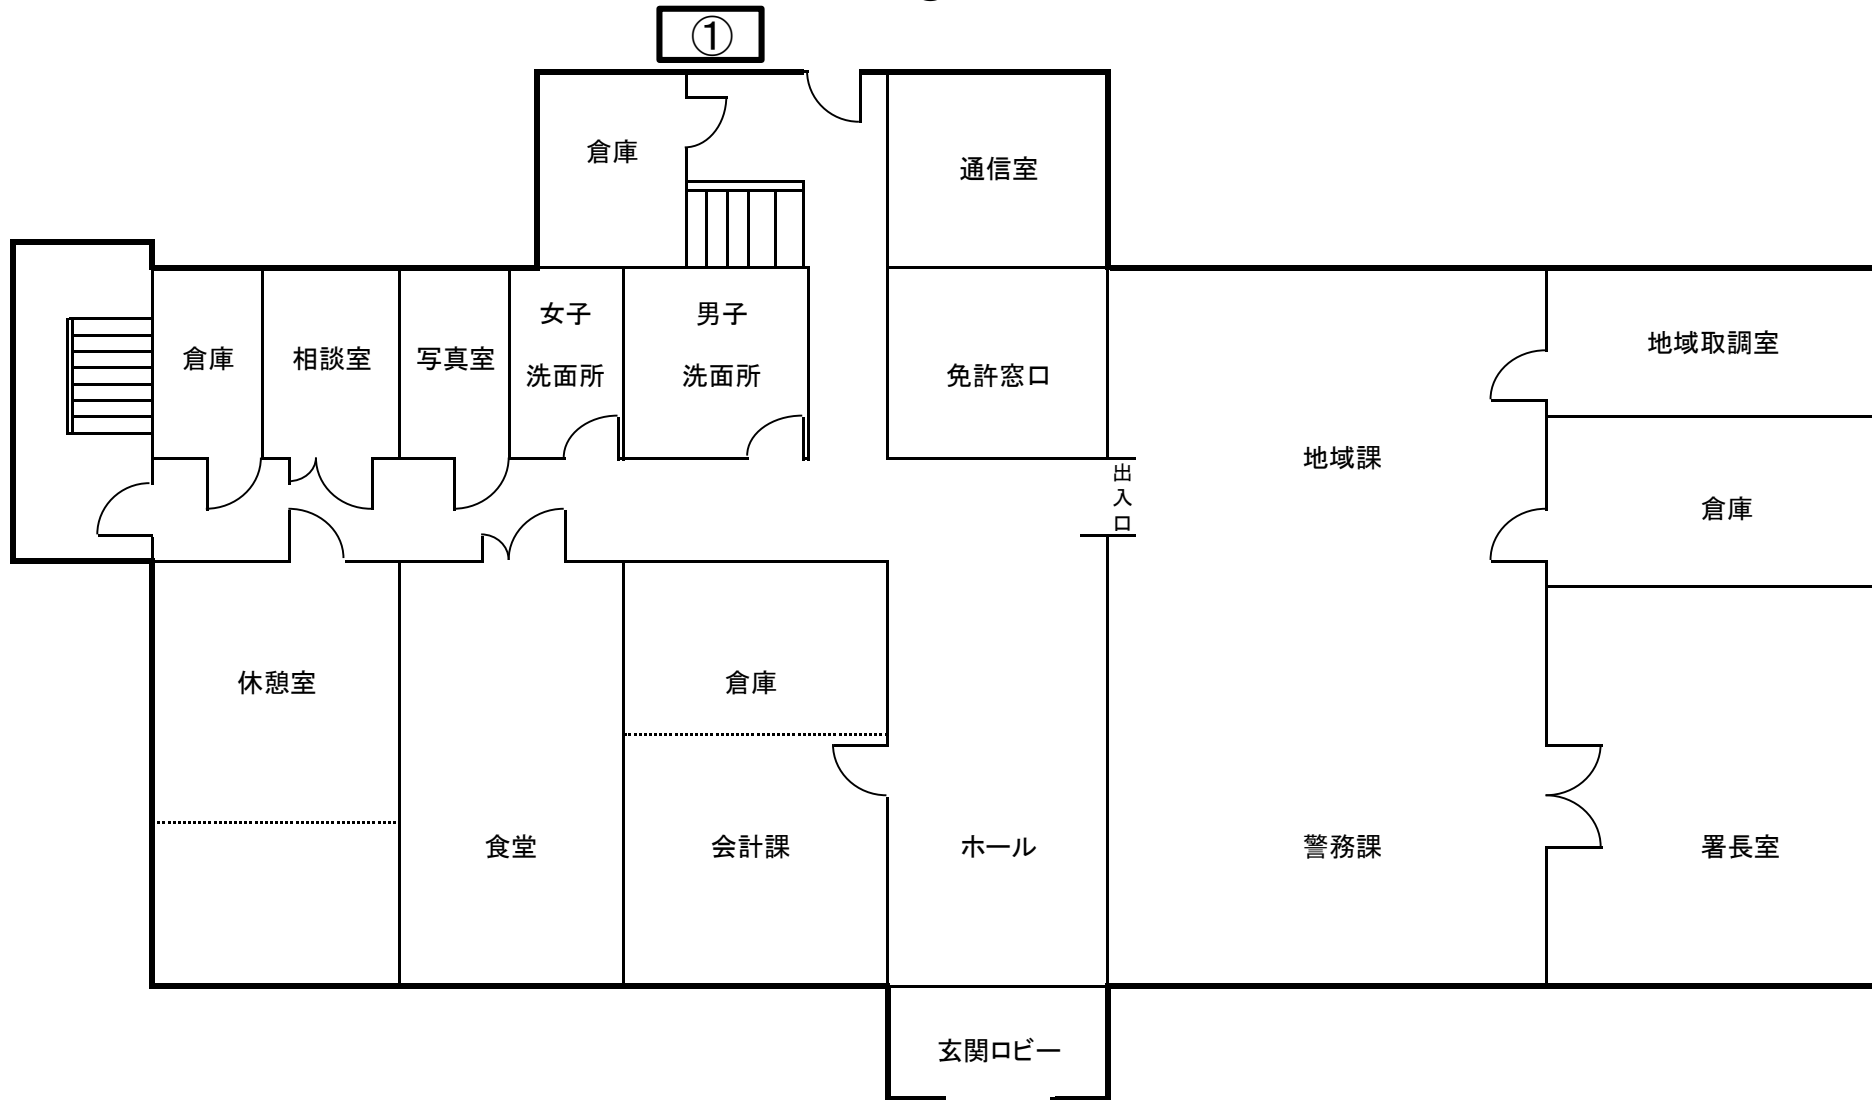 ①
倉庫
通信室
女子
洗面所
男子
洗面所
倉庫
相談室
写真室
免許窓口
地域取調室
出入口
地域課
倉庫
休憩室
倉庫
食堂
会計課
ホール
警務課
署長室
玄関ロビー